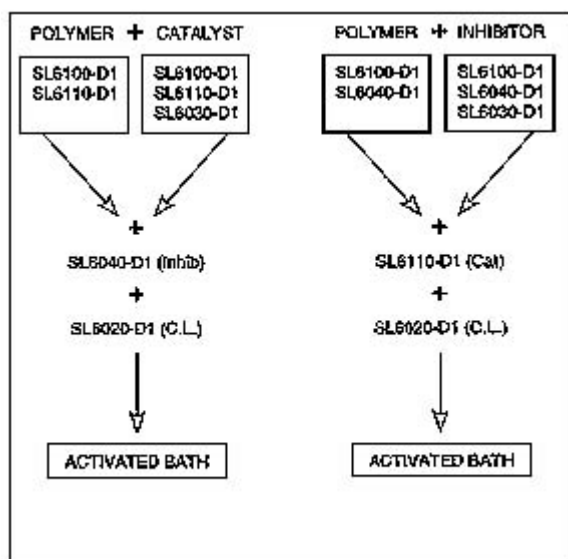 POLYMER + CATALYST
SL6100-D1
SL6110-D1
SL6100-D1
SL6110-D1
SL6030-D1
+
SL6040-D1 (Inhib)
+
SL6020-D1 (C.L.)
ACTIVATED BATH
POLYMER + INHIBITOR
SL6100-D1
SL6040-D1
SL6100-D1
SL6040-D1
SL6030-D1
+
SL6110-D1 (Cat)
+
SL6020-D1 (C.L.)
ACTIVATED BATH